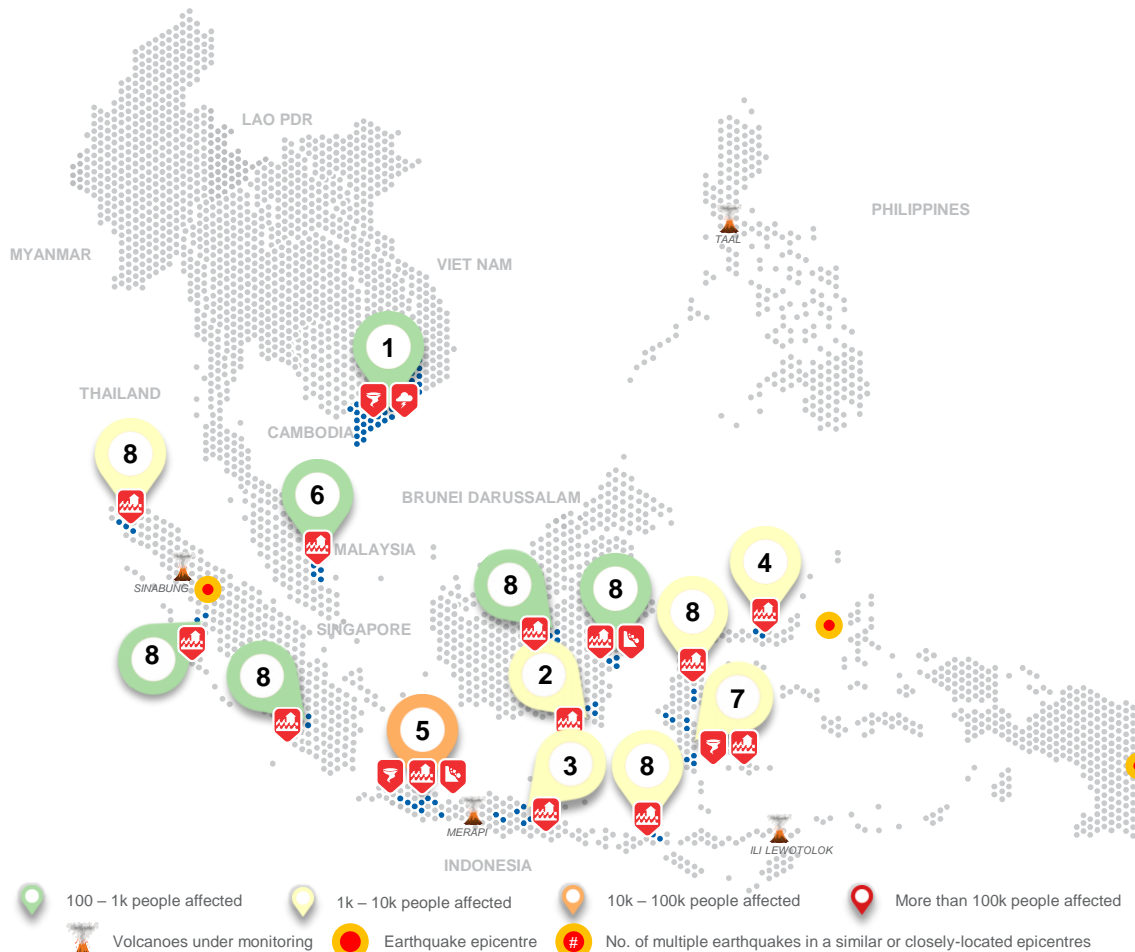 LAO PDR
PHILIPPINES
TAAL
MYANMAR
VIET NAM
1
THAILAND
CAMBODIA
8
6
BRUNEI DARUSSALAM
MALAYSIA
4
SINABUNG
8
8
8
SINGAPORE
8
8
2
7
5
3
8
MERAPI
ILI LEWOTOLOK
INDONESIA
100 – 1k people affected
1k – 10k people affected
10k – 100k people affected
More than 100k people affected
Volcanoes under monitoring
Earthquake epicentre
# No. of multiple earthquakes in a similar or closely-located epicentres